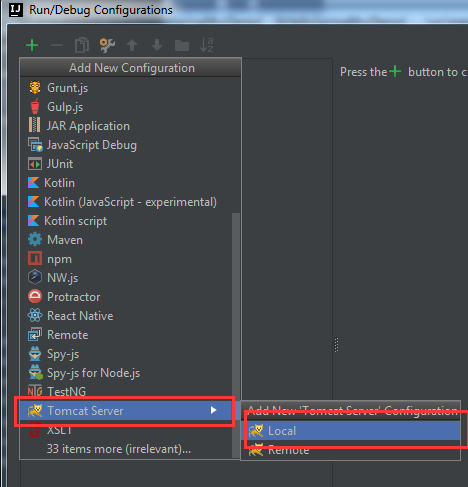 IJ Run/Debug Configurations
Add New Configuration
Press the + button to c
Grunt.js
Gulp.js
JAR Application
JavaScript Debug
JUnit
Kotlin
Kotlin (JavaScript - experimental)
Kotlin script
Maven
npm
NW.js
Protractor
React Native
Remote
Spy-js
Spy-js for Node.js
TestNG
Tomcat Server
Add New 'Tomcat Server' Configuration
Local
XSLT
Remote
33 items more (irrelevant)...